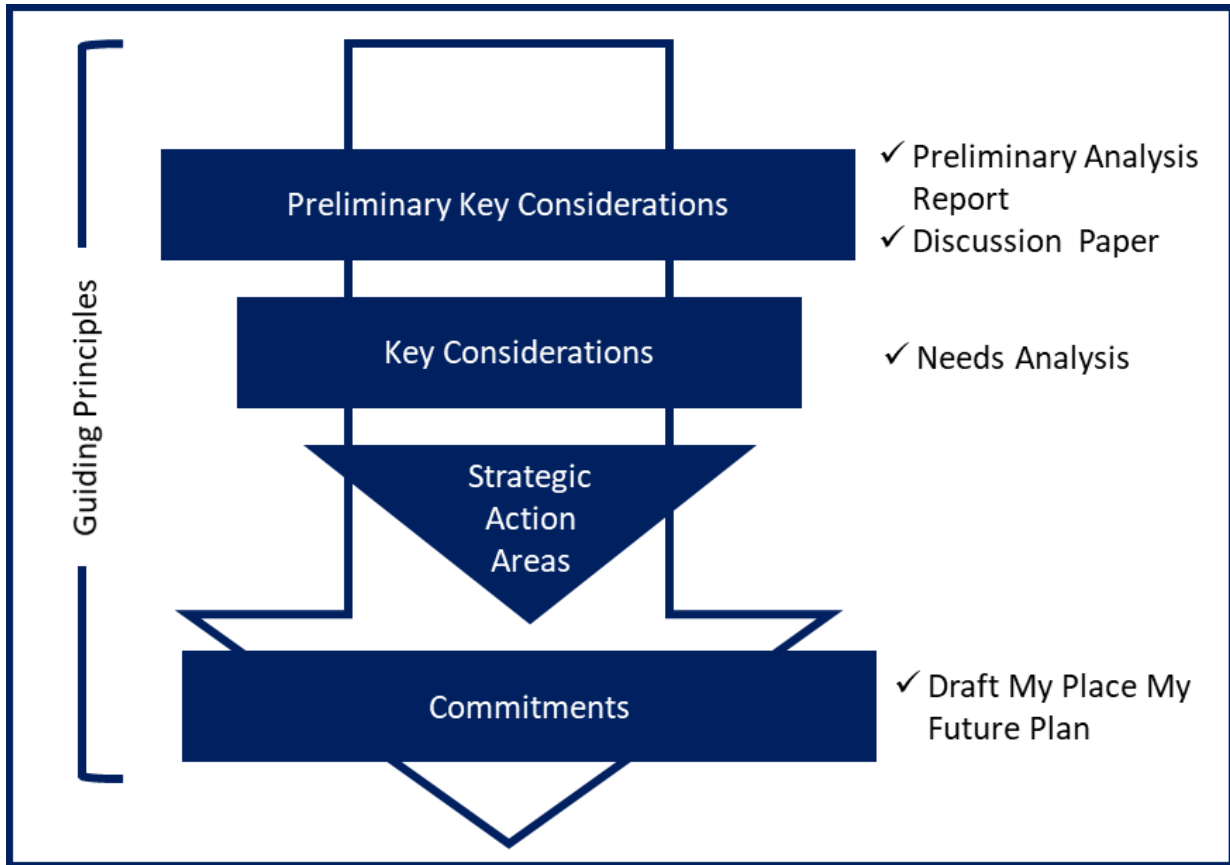 Guiding Principles
Preliminary Key Considerations
✓ Preliminary Analysis
Report
✓ Discussion Paper
Key Considerations
✓ Needs Analysis
Strategic
Action
Areas
Commitments
✓ Draft My Place My
Future Plan